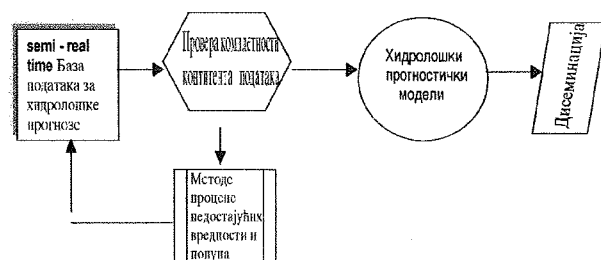 semi - real
time База
података за
хидролошке
прогнозе
Провера комплетности
контигента података
Хидролошки
прогностички
модели
Дисеминација
Методе
процене
недостајућих
вредности и
попуна